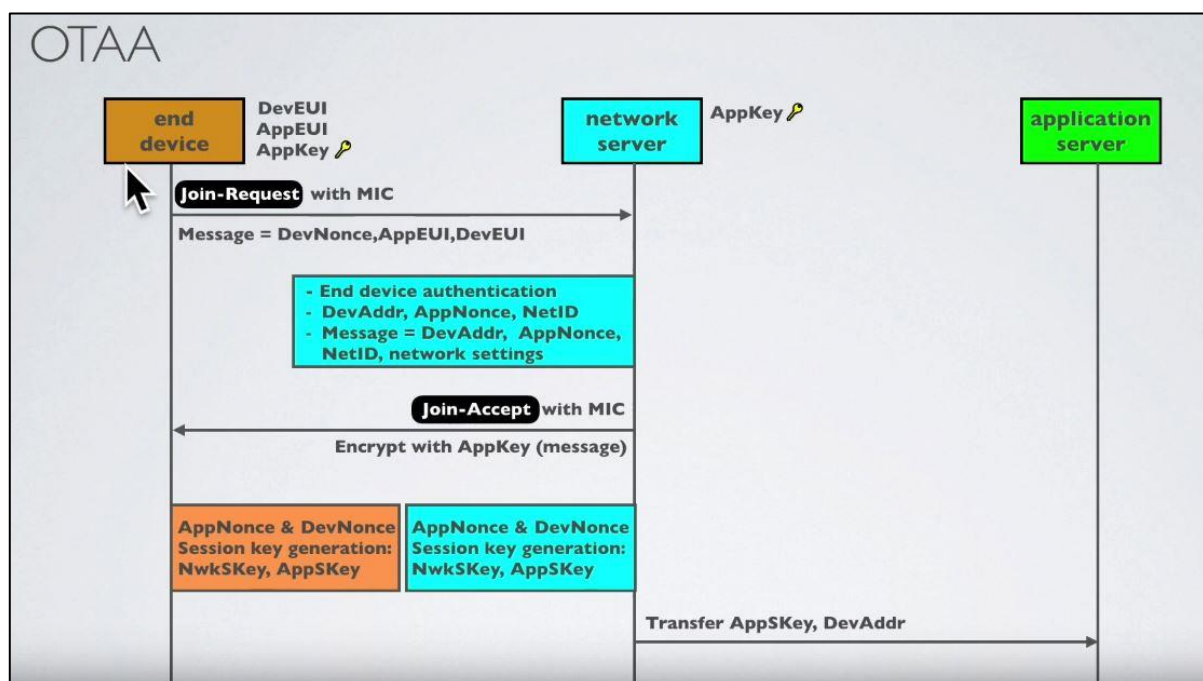 OTAA
end
device
DevEUI
AppEUI
AppKey
network
server
AppKey
application
server
Join-Request with MIC
Message = DevNonce,AppEUI,DevEUI
- End device authentication
- DevAddr, AppNonce, NetID
- Message = DevAddr, AppNonce,
NetID, network settings
Join-Accept with MIC
Encrypt with AppKey (message)
AppNonce & DevNonce
Session key generation:
NwkSKey, AppSKey
AppNonce & DevNonce
Session key generation:
NwkSKey, AppSKey
Transfer AppSKey, DevAddr